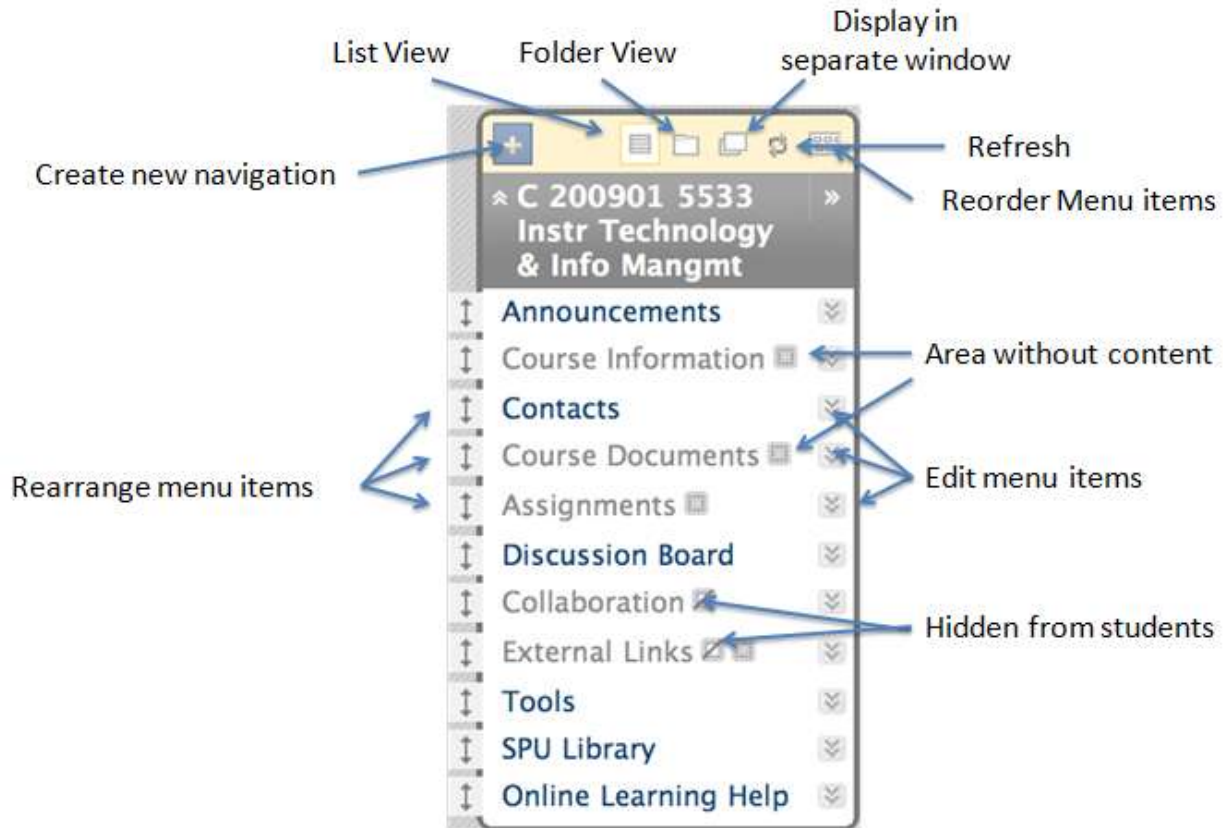 Display in
separate window
List View
Folder View
Create new navigation
Refresh
Reorder Menu items
C 200901 5533
Instr Technology
& Info Mangmt
Announcements
Course Information
Area without content
Contacts
Course Documents
Rearrange menu items
Edit menu items
Assignments
Discussion Board
Collaboration
Hidden from students
External Links
Tools
SPU Library
Online Learning Help